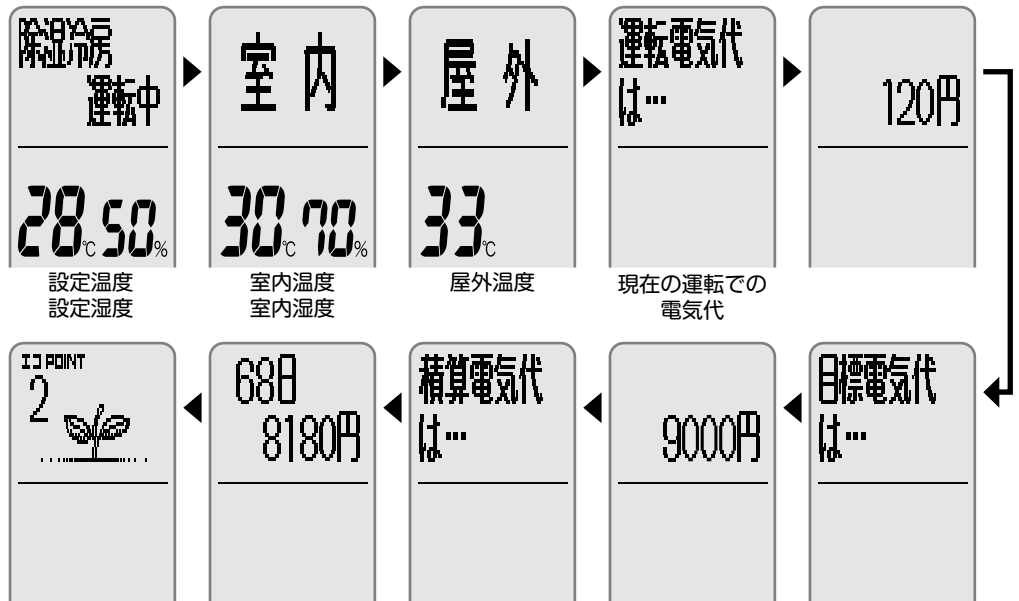 除湿冷房
運転中
28℃ 50%
設定温度
設定湿度
室内
30℃ 70%
室内温度
室内湿度
屋外
33℃
屋外温度
運転電気代
は…
現在の運転での
電気代
120円
目標電気代
は…
9000円
積算電気代
は…
68日
8180円
エコ POINT
2